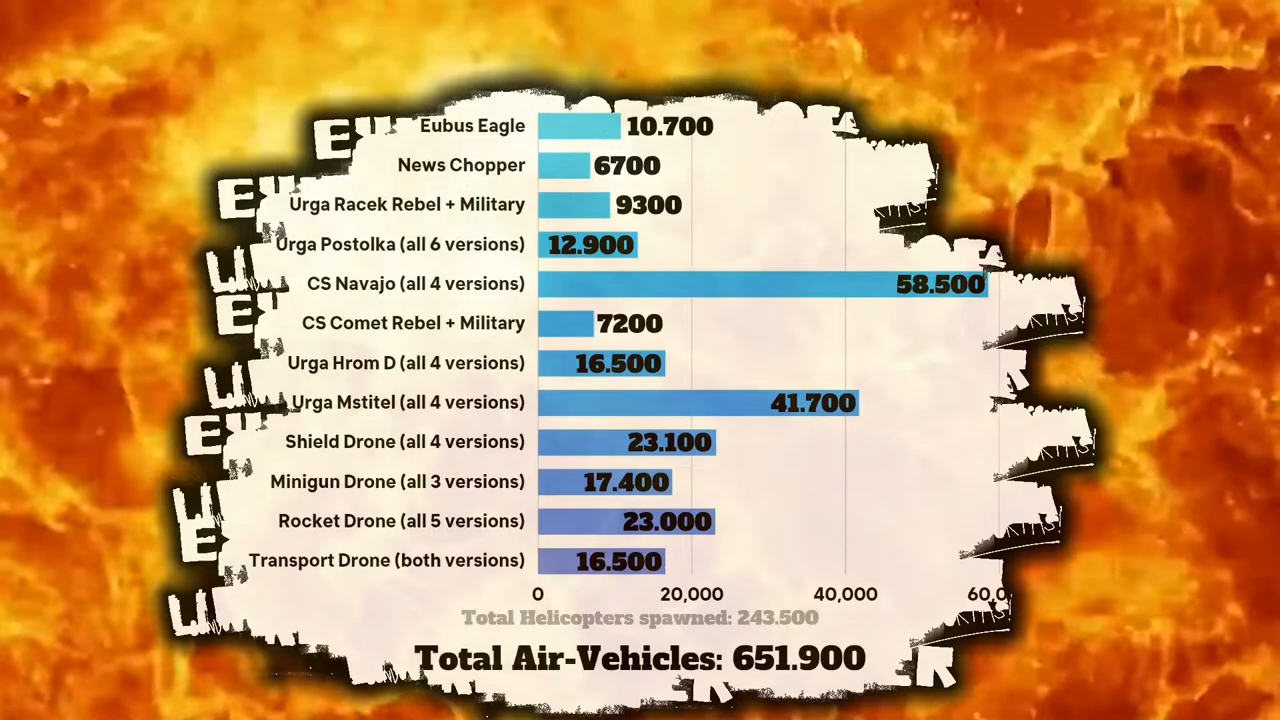 Eubus Eagle 10.700
News Chopper 6700
Urga Racek Rebel + Military 9300
Urga Postolka (all 6 versions) 12.900
CS Navajo (all 4 versions) 58.500
CS Comet Rebel + Military 7200
Urga Hrom D (all 4 versions) 16.500
Urga Mstitel (all 4 versions) 41.700
Shield Drone (all 4 versions) 23.100
Minigun Drone (all 3 versions) 17.400
Rocket Drone (all 5 versions) 23.000
Transport Drone (both versions) 16.500
0 20,000 40,000
Total Helicopters spawned: 243.500
Total Air-Vehicles: 651.900